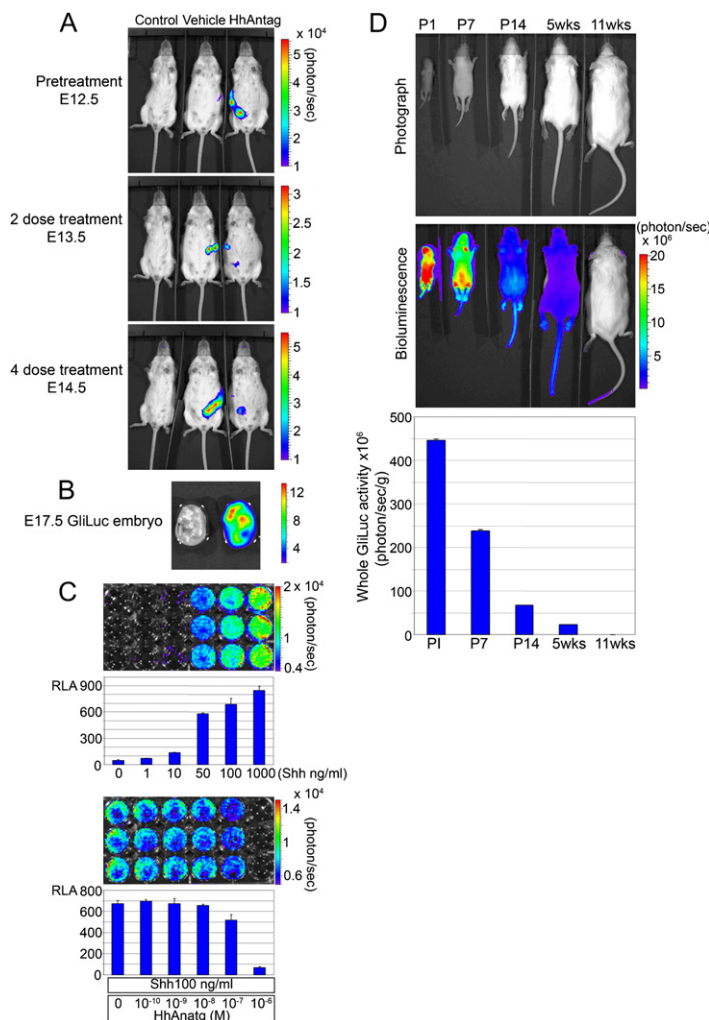 A
Control Vehicle HhAntag
Pretreatment
E12.5
x 10⁴
(photon/sec)
5
4
3
2
1
2 dose treatment
E13.5
3
2
1
4 dose treatment
E14.5
5
4
3
2
1
B
E17.5 GliLuc embryo
12
10
8
6
4
C
2
x 10⁴
(photon/sec)
1
0.4
RLA 900
600
300
0
0 1 10 50 100 1000 (Shh ng/ml)
x 10⁴
1.4
(photon/sec)
1
0.6
RLA 800
600
400
200
0
Shh100 ng/ml
0 10⁻¹⁰ 10⁻⁹ 10⁻⁸ 10⁻⁷ 10⁻⁶
HhAnatg (M)
D
P1 P7 P14 5wks 11wks
Photograph
Bioluminescence
(photon/sec)
x 10⁶
20
15
10
5
Whole GliLuc activity x10⁶
(photon/sec/g)
500
400
300
200
100
0
PI P7 P14 5wks 11wks